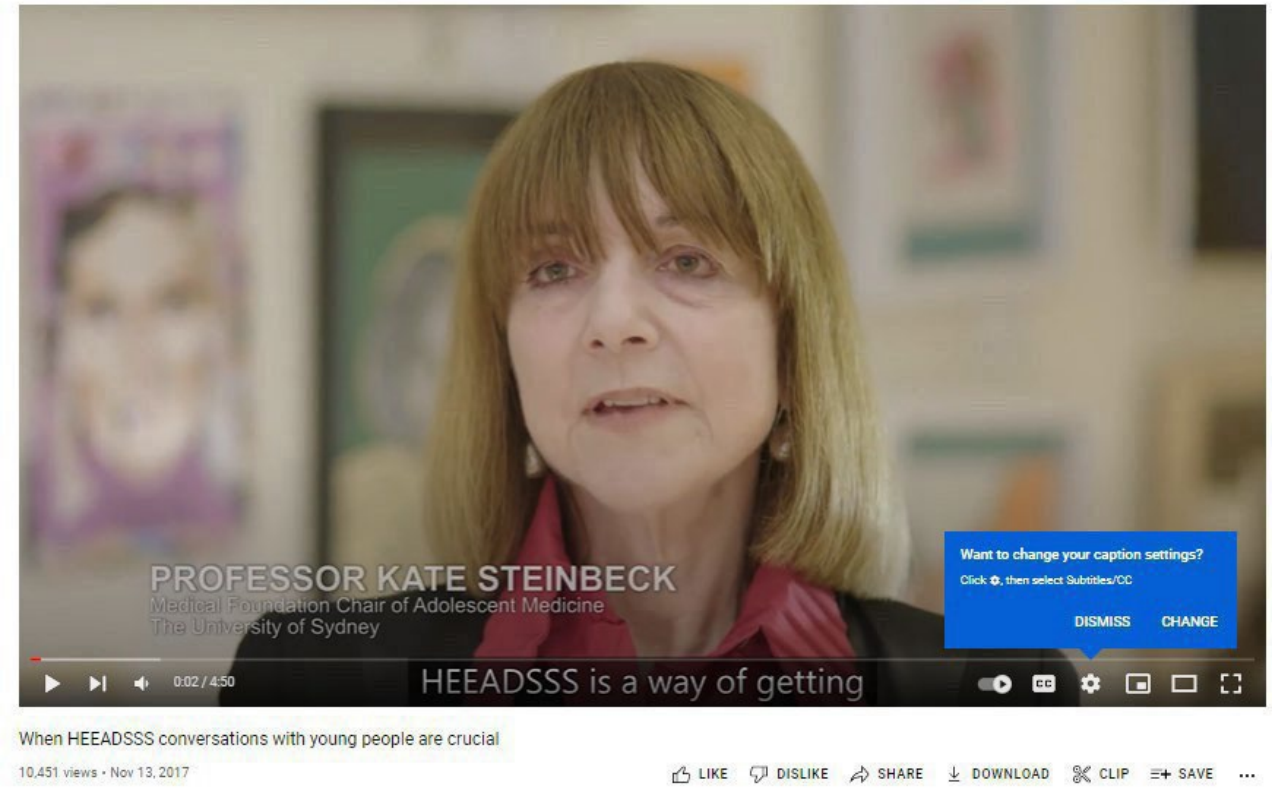 PROFESSOR KATE STEINBECK
Medical Foundation Chair of Adolescent Medicine
The University of Sydney
Want to change your caption settings?
Click , then select Subtitles/CC
DISMISS CHANGE
0:02 / 4:50
HEEADSSS is a way of getting
CC
When HEEADSSS conversations with young people are crucial
10,451 views • Nov 13, 2017
LIKE DISLIKE SHARE DOWNLOAD CLIP SAVE